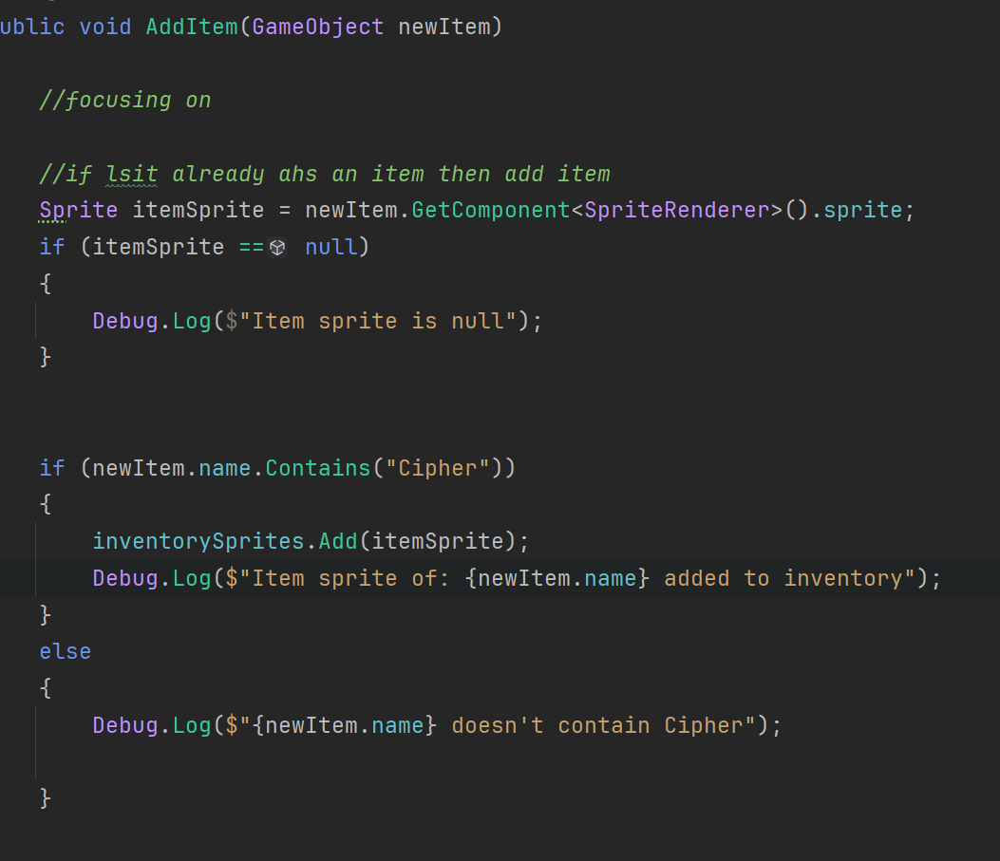 ublic void AddItem(GameObject newItem)
//focusing on
//if lsit already ahs an item then add item
Sprite itemSprite = newItem.GetComponent<SpriteRenderer>().sprite;
if (itemSprite == null)
{
Debug.Log($"Item sprite is null");
}
if (newItem.name.Contains("Cipher"))
{
inventorySprites.Add(itemSprite);
Debug.Log($"Item sprite of: {newItem.name} added to inventory");
}
else
{
Debug.Log($"{newItem.name} doesn't contain Cipher");
}